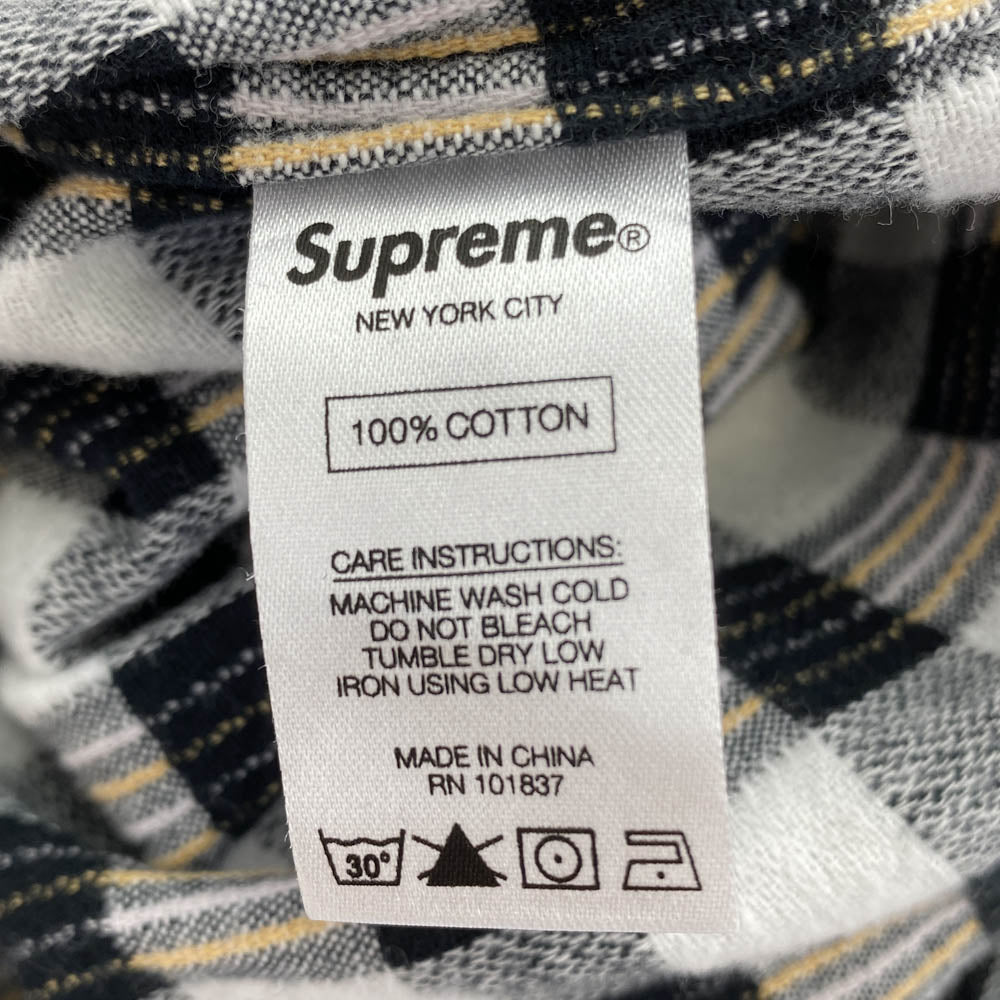 Supreme®
NEW YORK CITY
100% COTTON
CARE INSTRUCTIONS:
MACHINE WASH COLD
DO NOT BLEACH
TUMBLE DRY LOW
IRON USING LOW HEAT
MADE IN CHINA
RN 101837
30°